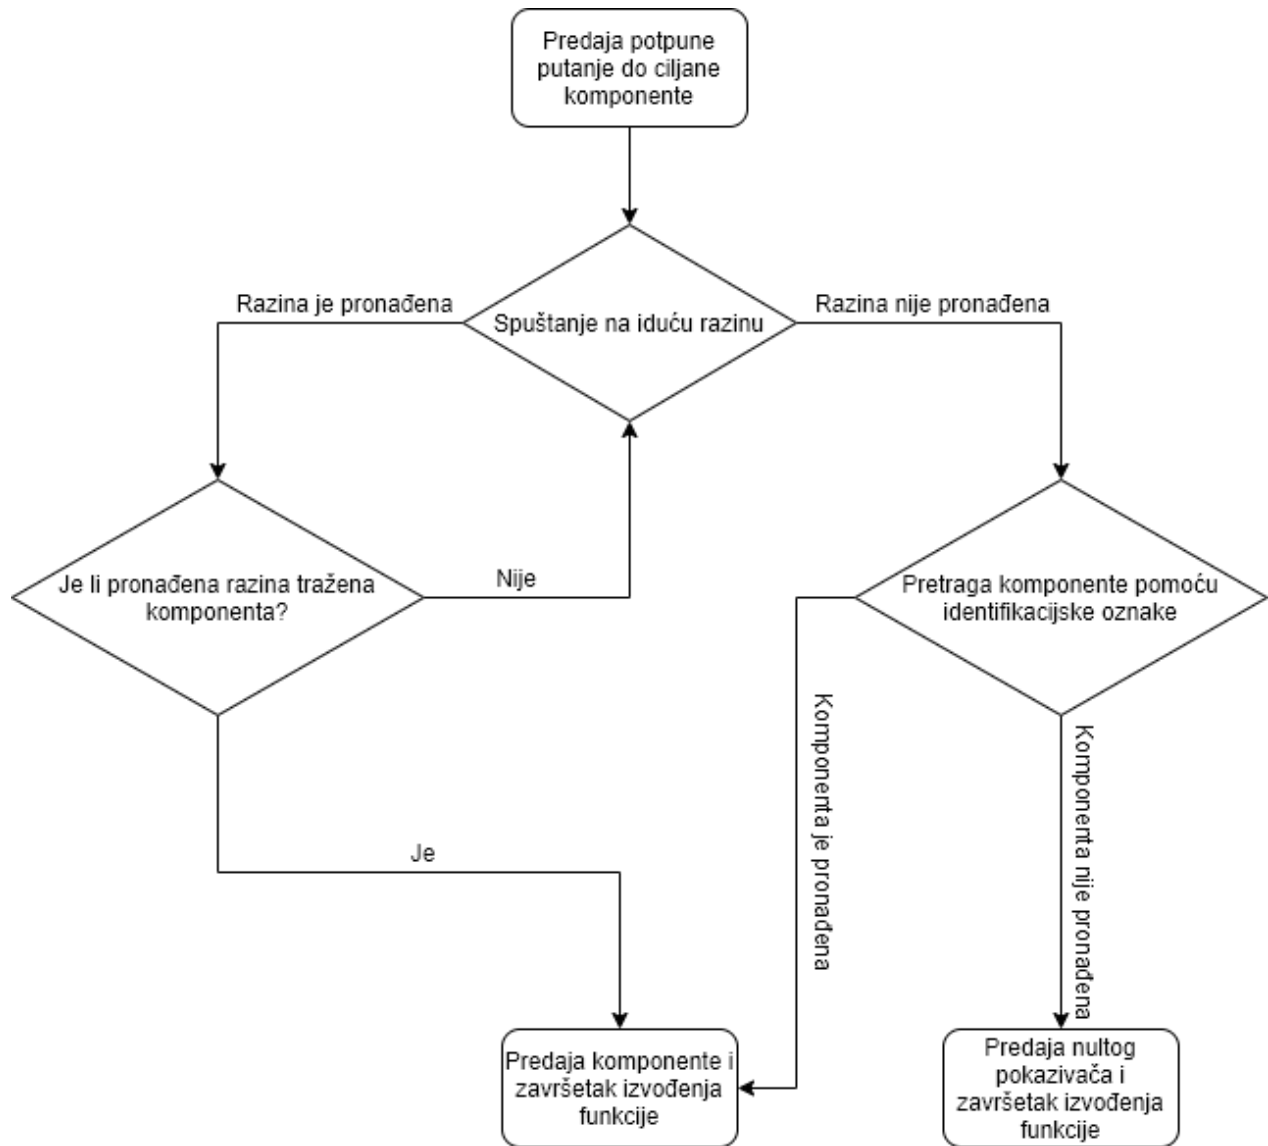 Predaja potpune
putanje do ciljane
komponente
Razina je pronađena
Spuštanje na iduću razinu
Razina nije pronađena
Je li pronađena razina tražena
komponenta?
Nije
Pretraga komponente pomoću
identifikacijske oznake
Komponenta je pronađena
Komponenta nije pronađena
Je
Predaja komponente i
završetak izvođenja
funkcije
Predaja nultog
pokazivača i
završetak izvođenja
funkcije